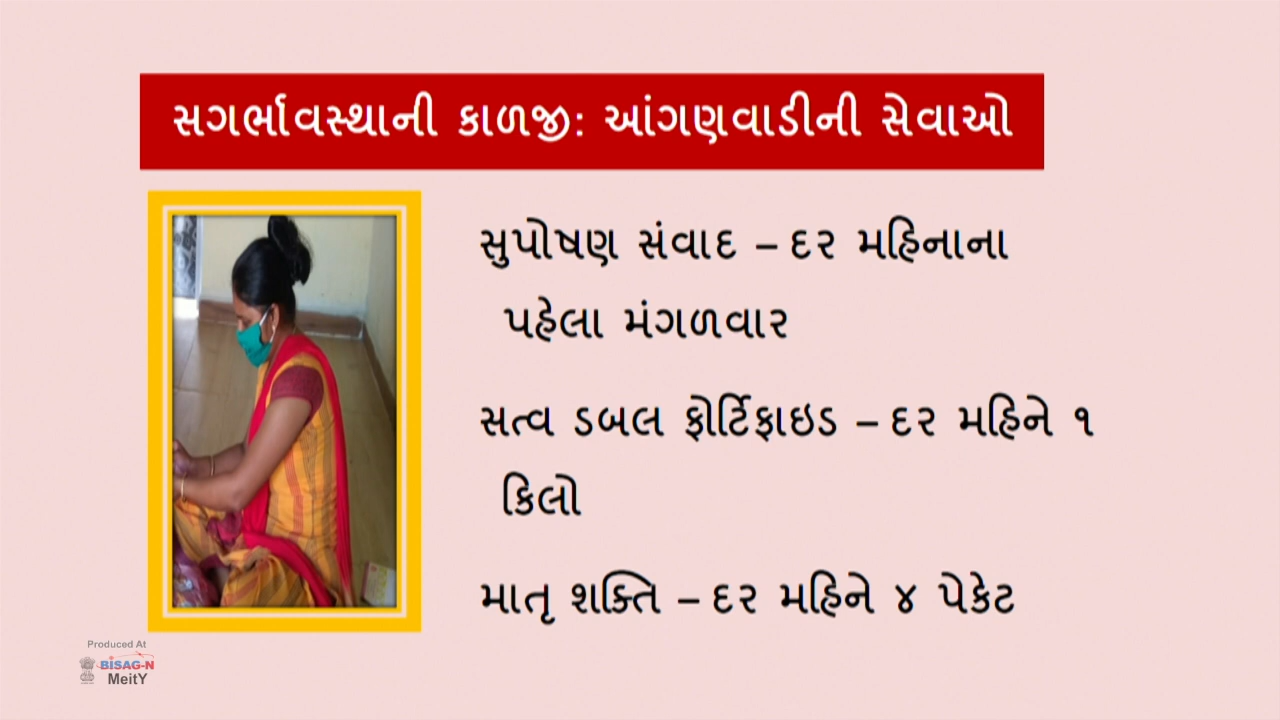 સગર્ભાવસ્થાની કાળજી: આંગણવાડીની સેવાઓ
સુપોષણ સંવાદ – દર મહિનાના
પહેલા મંગળવાર
સત્વ ડબલ ફોર્ટિફાઇડ – દર મહિને ૧
કિલો
માતૃ શક્તિ – દર મહિને ૪ પેકેટ
Produced At
BISAG-N
MeitY